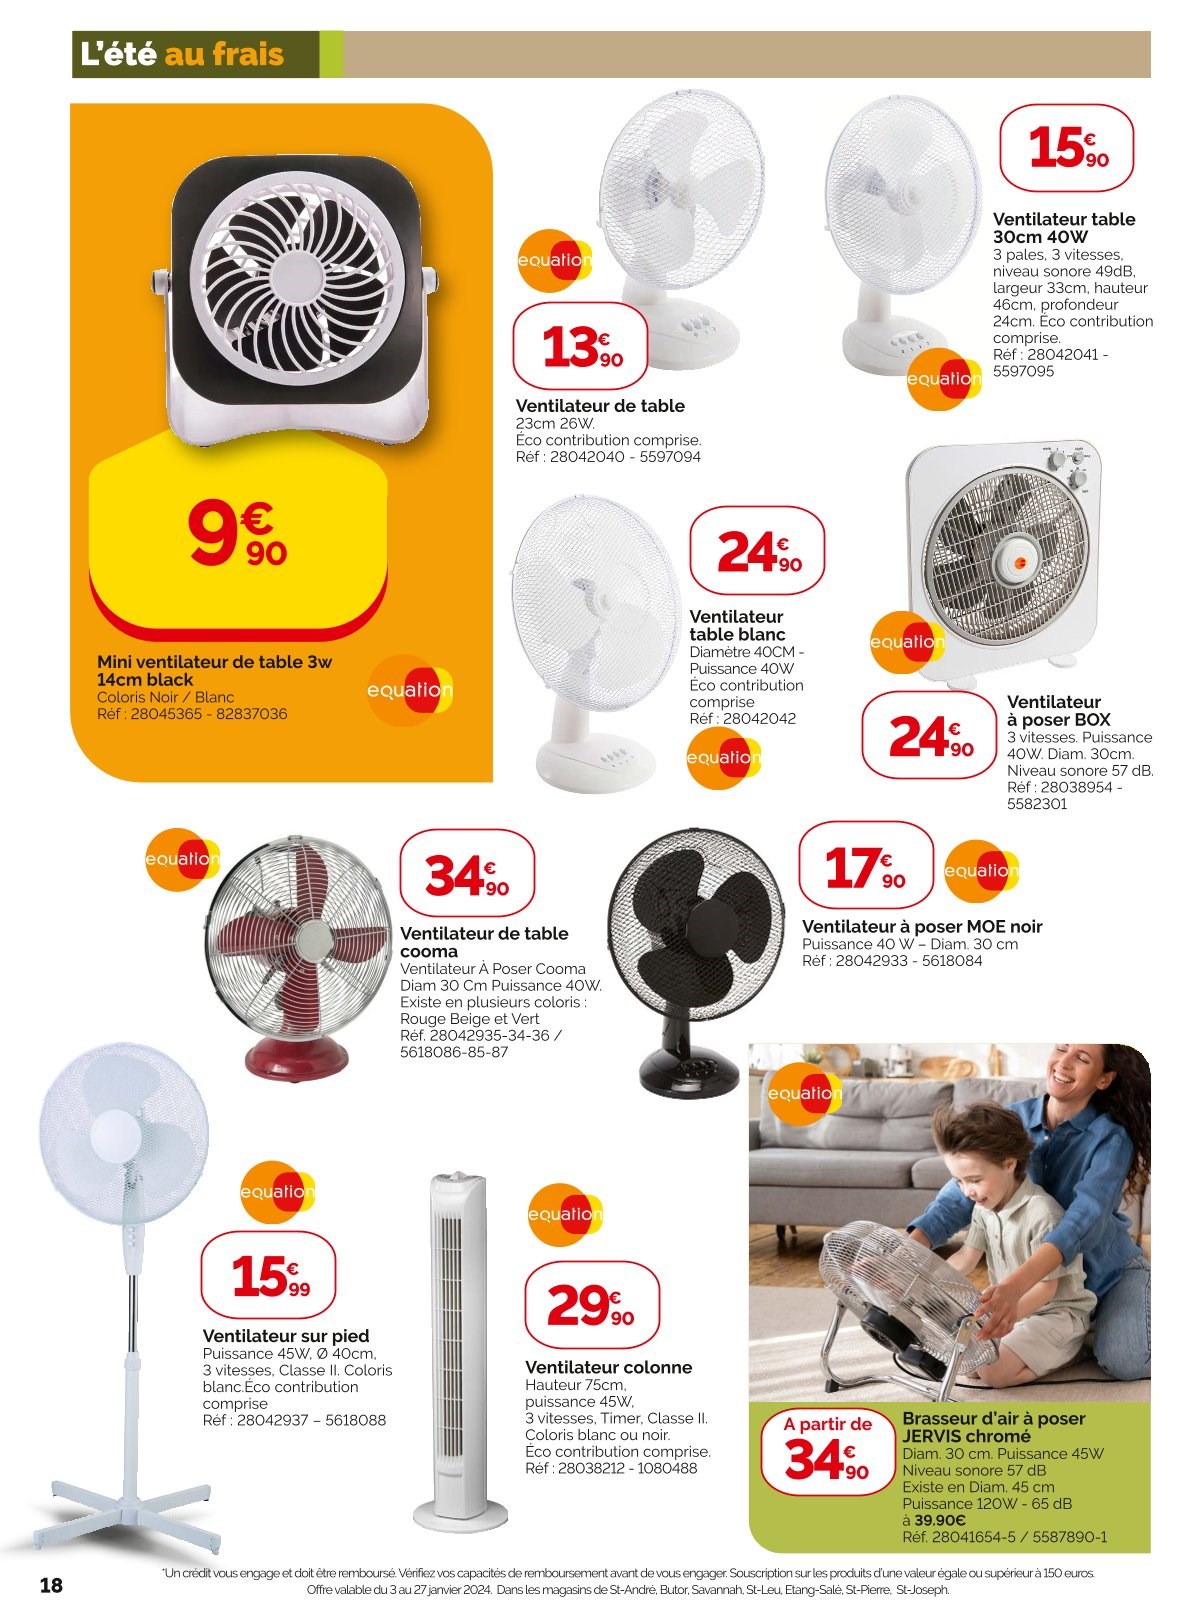 L'été au frais
9€90
Mini ventilateur de table 3w
14cm black
Coloris Noir / Blanc
Réf : 28045365 - 82837036
equation
equation
13€90
Ventilateur de table
23cm 26W.
Éco contribution comprise.
Réf : 28042040 - 5597094
15€90
Ventilateur table
30cm 40W
3 pales, 3 vitesses,
niveau sonore 49dB,
largeur 33cm, hauteur
46cm, profondeur
24cm. Éco contribution
comprise.
Réf : 28042041 -
5597095
equation
24€90
Ventilateur
table blanc
Diamètre 40CM -
Puissance 40W
Éco contribution
comprise
Réf : 28042042
equation
equation
24€90
Ventilateur
à poser BOX
3 vitesses. Puissance
40W. Diam. 30cm.
Niveau sonore 57 dB.
Réf : 28038954 -
5582301
equation
34€90
Ventilateur de table
cooma
Ventilateur À Poser Cooma
Diam 30 Cm Puissance 40W.
Existe en plusieurs coloris :
Rouge Beige et Vert
Réf. 28042935-34-36 /
5618086-85-87
17€90
equation
Ventilateur à poser MOE noir
Puissance 40 W – Diam. 30 cm
Réf : 28042933 - 5618084
equation
15€99
Ventilateur sur pied
Puissance 45W, Ø 40cm,
3 vitesses, Classe II. Coloris
blanc.Éco contribution
comprise
Réf : 28042937 – 5618088
equation
29€90
Ventilateur colonne
Hauteur 75cm,
puissance 45W,
3 vitesses, Timer, Classe II.
Coloris blanc ou noir.
Éco contribution comprise.
Réf : 28038212 - 1080488
equation
A partir de
34€90
Brasseur d'air à poser
JERVIS chromé
Diam. 30 cm. Puissance 45W
Niveau sonore 57 dB
Existe en Diam. 45 cm
Puissance 120W - 65 dB
à 39.90€
Réf. 28041654-5 / 5587890-1
*Un crédit vous engage et doit être remboursé. Vérifiez vos capacités de remboursement avant de vous engager. Souscription sur les produits d'une valeur égale ou supérieur à 150 euros.
Offre valable du 3 au 27 janvier 2024. Dans les magasins de St-André, Butor, Savannah, St-Leu, Etang-Salé, St-Pierre, St-Joseph.
18